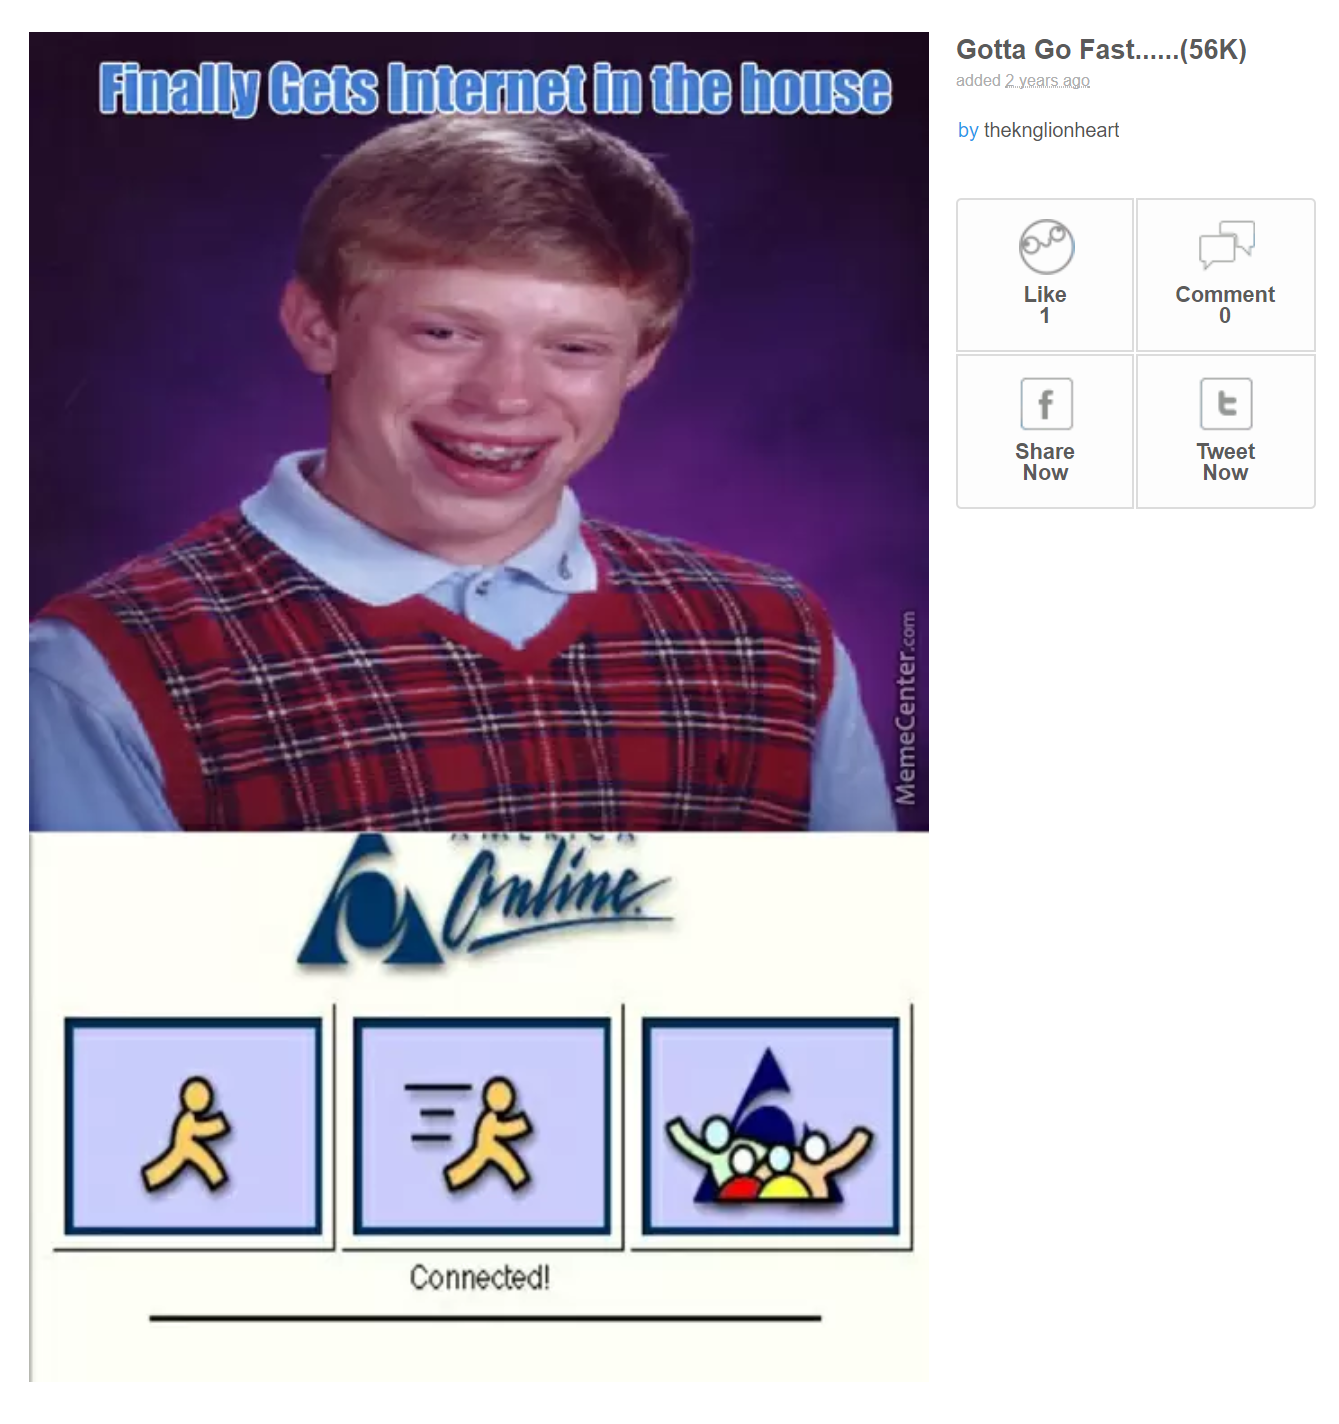 Finally Gets Internet in the house
MemeCenter.com
AMERICA
Online.
Connected!
Gotta Go Fast......(56K)
added 2 years ago
by theknglionheart
Like
1
Comment
0
f
Share
Now
t
Tweet
Now